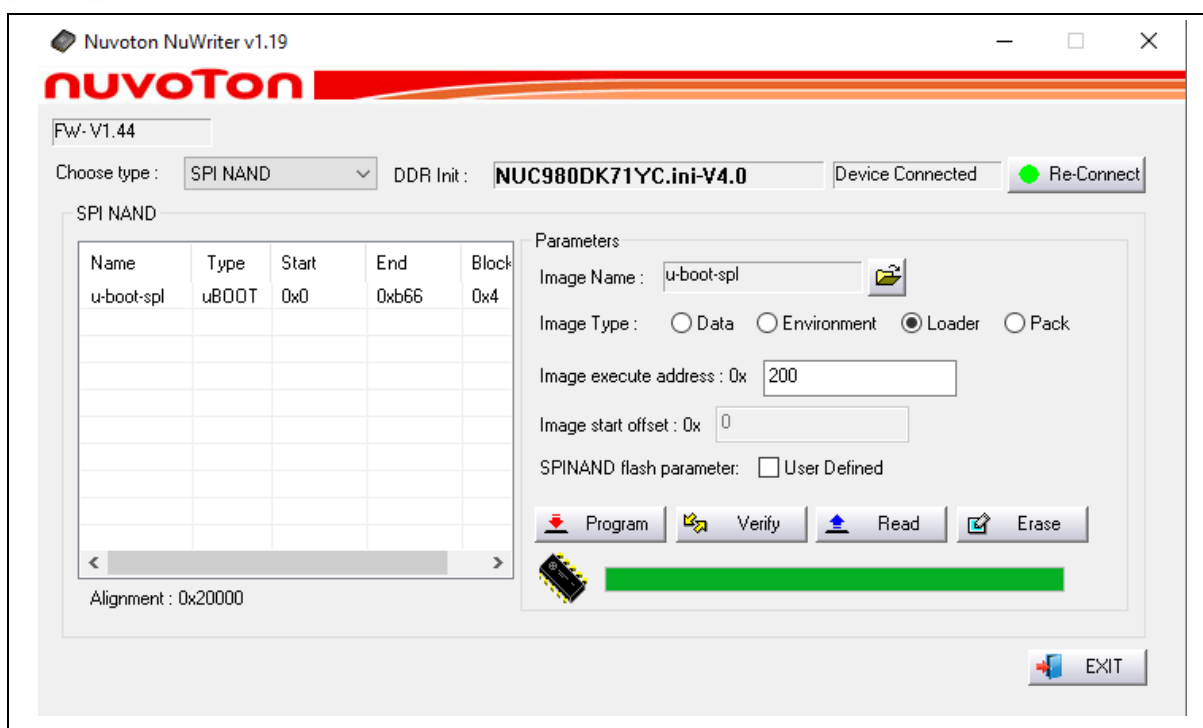 Nuvoton NuWriter v1.19
nuvoTon
FW- V1.44
Choose type : SPI NAND DDR Init : NUC980DK71YC.ini-V4.0 Device Connected Re-Connect
SPI NAND
Name Type Start End Block
u-boot-spl uBOOT 0x0 0xb66 0x4
Alignment : 0x20000
Parameters
Image Name : u-boot-spl
Image Type : Data Environment Loader Pack
Image execute address : 0x 200
Image start offset : 0x 0
SPINAND flash parameter: User Defined
Program Verify Read Erase
EXIT